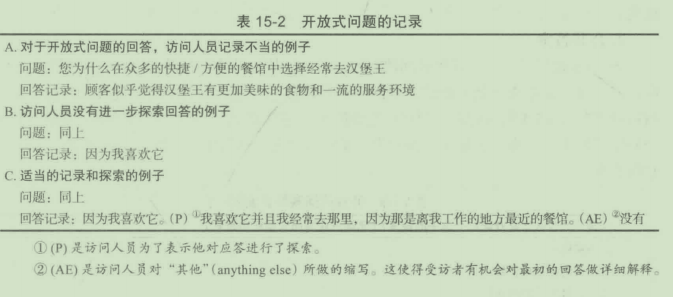 表 15-2 开放式问题的记录
A. 对于开放式问题的回答，访问人员记录不当的例子
问题：您为什么在众多的快捷 / 方便的餐馆中选择经常去汉堡王
回答记录：顾客似乎觉得汉堡王有更加美味的食物和一流的服务环境
B. 访问人员没有进一步探索回答的例子
问题：同上
回答记录：因为我喜欢它
C. 适当的记录和探索的例子
问题：同上
回答记录：因为我喜欢它。(P) ①我喜欢它并且我经常去那里，因为那是离我工作的地方最近的餐馆。(AE) ②没有
① (P) 是访问人员为了表示他对应答进行了探索。
② (AE) 是访问人员对“其他”(anything else) 所做的缩写。这使得受访者有机会对最初的回答做详细解释。